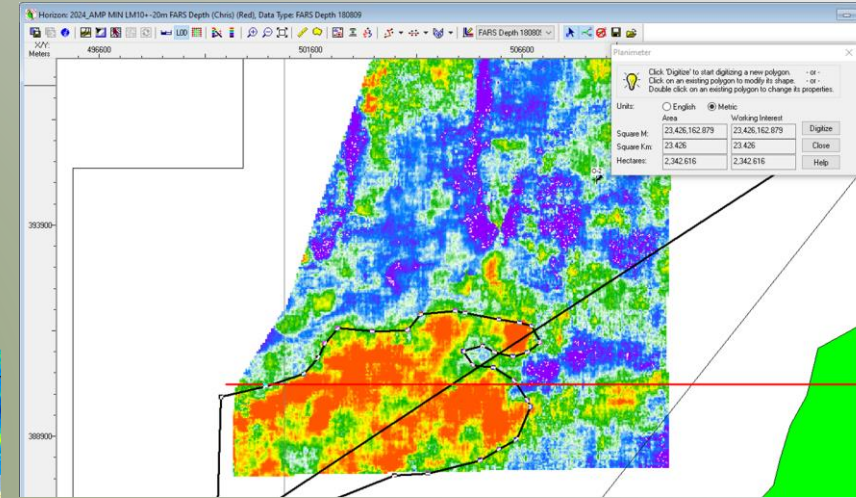 Horizon: 2024_AMP MIN LM10+-20m FARS Depth (Chris) (Red), Data Type: FARS Depth 180809
LOD
FARS Depth 18080!
X/Y:
Meters
496600
501600
506600
393900
388900
Planimeter
Click 'Digitize' to start digitizing a new polygon. - or -
Click on an existing polygon to modify its shape. - or -
Double click on an existing polygon to change its properties.
Units: English Metric
Area Working Interest
Square M: 23,426,162.879 23,426,162.879 Digitize
Square Km: 23.426 23.426 Close
Hectares: 2,342.616 2,342.616 Help